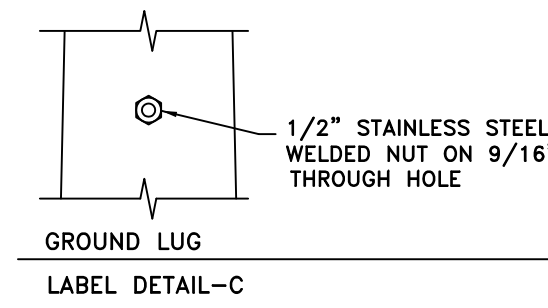 1/2” STAINLESS STEEL
WELDED NUT ON 9/16”
THROUGH HOLE
GROUND LUG
LABEL DETAIL-C